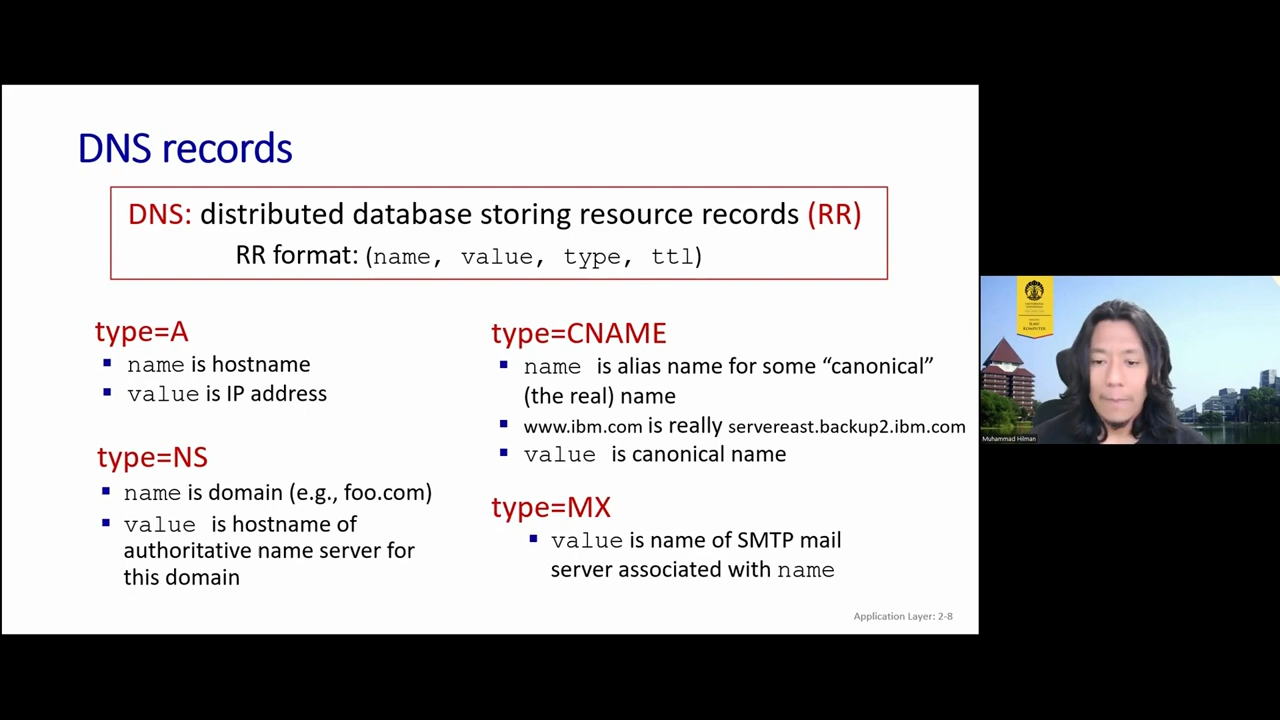 DNS records
DNS: distributed database storing resource records (RR)
RR format: (name, value, type, ttl)
type=A
▪ name is hostname
▪ value is IP address
type=NS
▪ name is domain (e.g., foo.com)
▪ value is hostname of
authoritative name server for
this domain
type=CNAME
▪ name is alias name for some “canonical”
(the real) name
▪ www.ibm.com is really servereast.backup2.ibm.com
▪ value is canonical name
type=MX
▪ value is name of SMTP mail
server associated with name
Application Layer: 2-8
ILMU
KOMPUTER
Muhammad Hilman